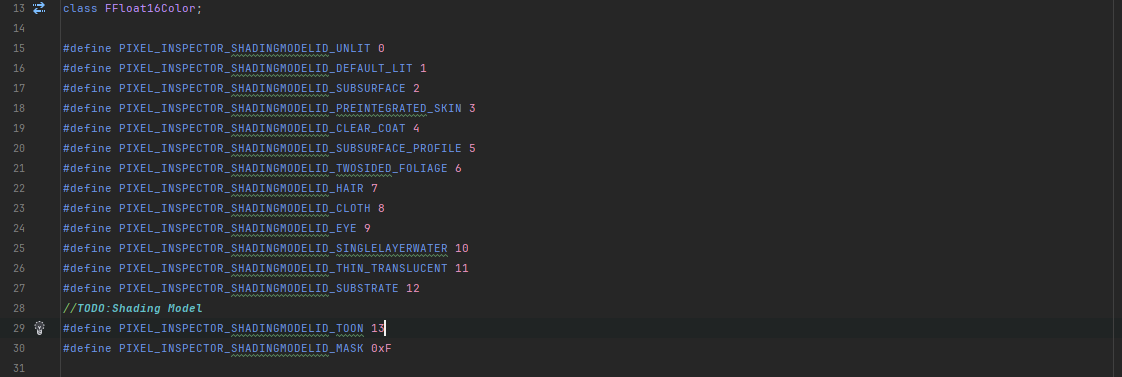 13 class FFloat16Color;
14
15 #define PIXEL_INSPECTOR_SHADINGMODELID_UNLIT 0
16 #define PIXEL_INSPECTOR_SHADINGMODELID_DEFAULT_LIT 1
17 #define PIXEL_INSPECTOR_SHADINGMODELID_SUBSURFACE 2
18 #define PIXEL_INSPECTOR_SHADINGMODELID_PREINTEGRATED_SKIN 3
19 #define PIXEL_INSPECTOR_SHADINGMODELID_CLEAR_COAT 4
20 #define PIXEL_INSPECTOR_SHADINGMODELID_SUBSURFACE_PROFILE 5
21 #define PIXEL_INSPECTOR_SHADINGMODELID_TWOSIDED_FOLIAGE 6
22 #define PIXEL_INSPECTOR_SHADINGMODELID_HAIR 7
23 #define PIXEL_INSPECTOR_SHADINGMODELID_CLOTH 8
24 #define PIXEL_INSPECTOR_SHADINGMODELID_EYE 9
25 #define PIXEL_INSPECTOR_SHADINGMODELID_SINGLELAYERWATER 10
26 #define PIXEL_INSPECTOR_SHADINGMODELID_THIN_TRANSLUCENT 11
27 #define PIXEL_INSPECTOR_SHADINGMODELID_SUBSTRATE 12
28 //TODO:Shading Model
29 #define PIXEL_INSPECTOR_SHADINGMODELID_TOON 13
30 #define PIXEL_INSPECTOR_SHADINGMODELID_MASK 0xF
31